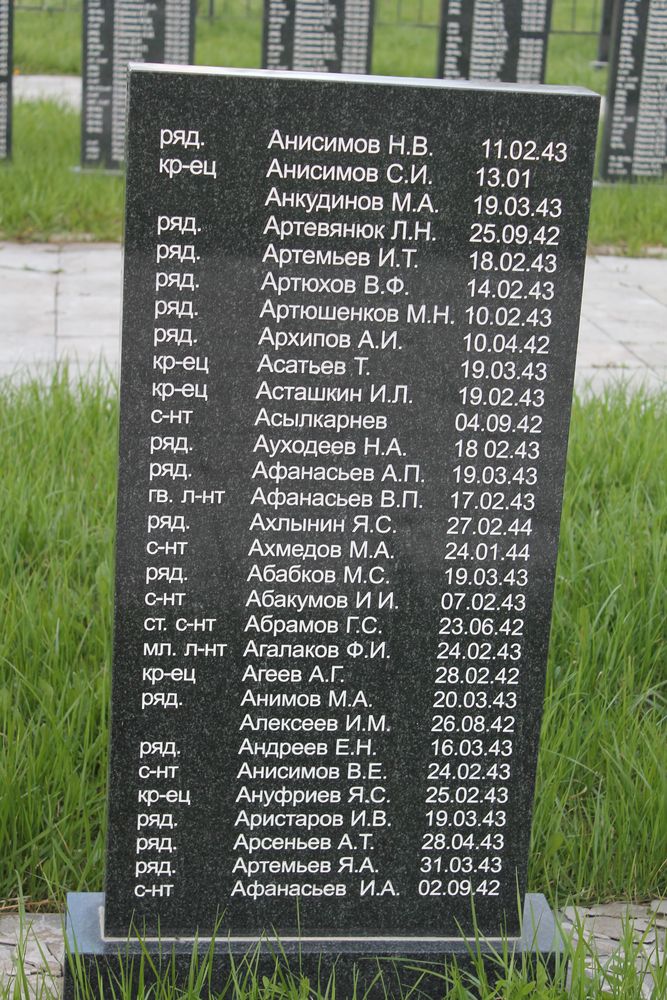 ряд. Анисимов Н.В. 11.02.43
кр-ец Анисимов С.И. 13.01
Анкудинов М.А. 19.03.43
ряд. Артевянюк Л.Н. 25.09.42
ряд. Артемьев И.Т. 18.02.43
ряд. Артюхов В.Ф. 14.02.43
ряд. Артюшенков М.Н. 10.02.43
ряд. Архипов А.И. 10.04.42
кр-ец Асатьев Т. 19.03.43
кр-ец Асташкин И.Л. 19.02.43
с-нт Асылкарнев 04.09.42
ряд. Ауходеев Н.А. 18 02.43
ряд. Афанасьев А.П. 19.03.43
гв. л-нт Афанасьев В.П. 17.02.43
ряд. Ахлынин Я.С. 27.02.44
с-нт Ахмедов М.А. 24.01.44
ряд. Абабков М.С. 19.03.43
с-нт Абакумов И И. 07.02.43
ст. с-нт Абрамов Г.С. 23.06.42
мл. л-нт Агалаков Ф.И. 24.02.43
кр-ец Агеев А.Г. 28.02.42
ряд. Анимов М.А. 20.03.43
Алексеев И.М. 26.08.42
ряд. Андреев Е.Н. 16.03.43
с-нт Анисимов В.Е. 24.02.43
кр-ец Ануфриев Я.С. 25.02.43
ряд. Аристаров И.В. 19.03.43
ряд. Арсеньев А.Т. 28.04.43
ряд. Артемьев Я.А. 31.03.43
с-нт Афанасьев И.А. 02.09.42